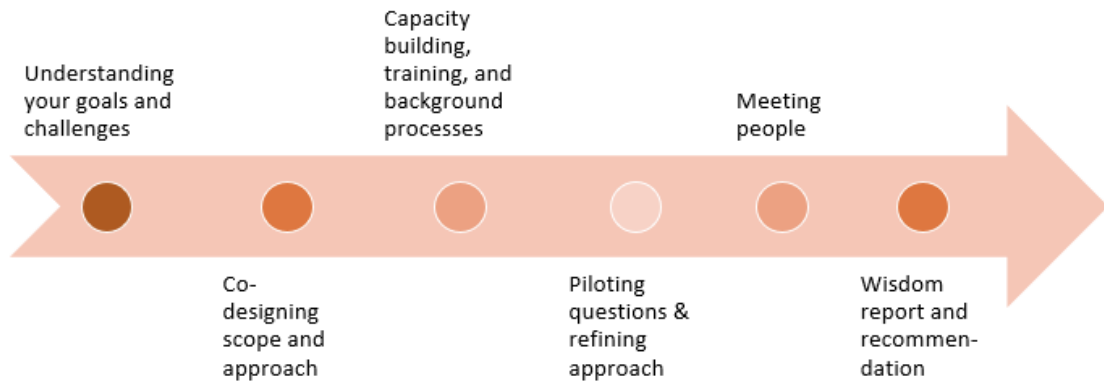 Understanding
your goals and
challenges
Co-
designing
scope and
approach
Capacity
building,
training, and
background
processes
Piloting
questions &
refining
approach
Meeting
people
Wisdom
report and
recommen-
dation